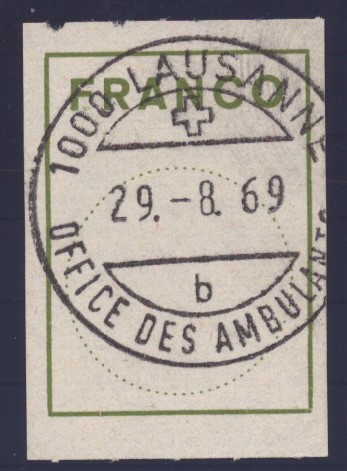 FRANCO
1000 LAUSANNE
29.-8.69
b
OFFICE DES AMBULANTS